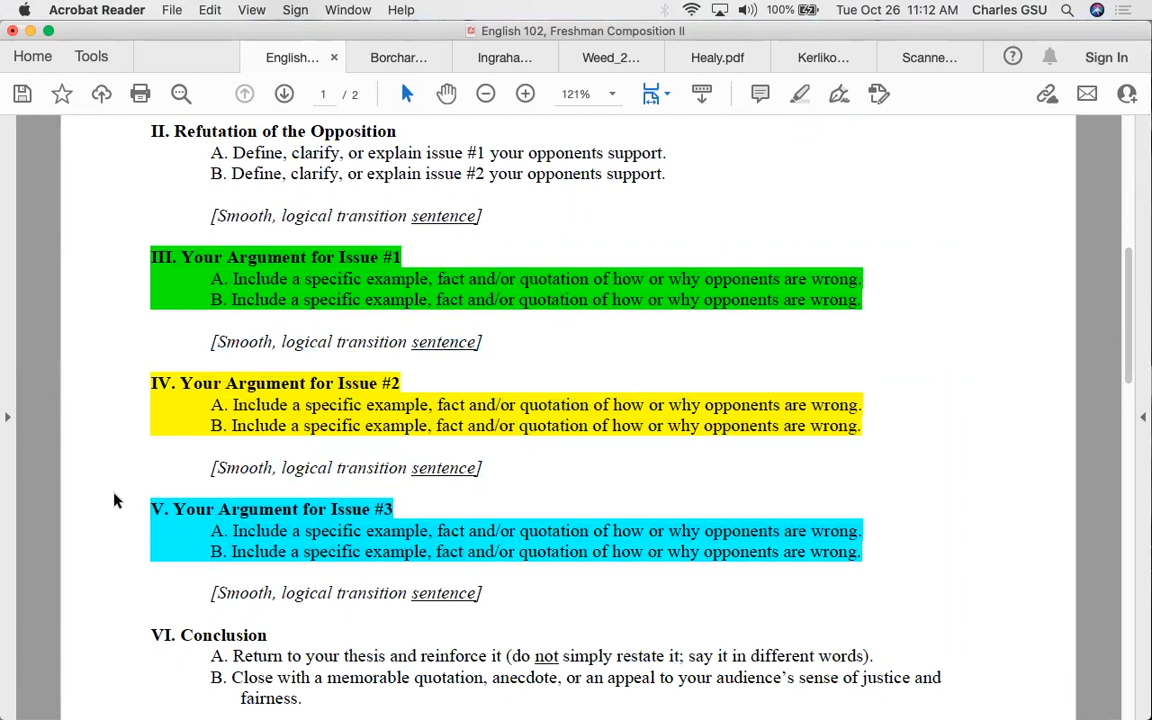 Acrobat Reader File Edit View Sign Window Help 100% Tue Oct 26 11:12 AM Charles GSU
English 102, Freshman Composition II
Home Tools English... × Borchar... Ingraha... Weed_2... Healy.pdf Kerliko... Scanne... Sign In
1 / 2 121%
II. Refutation of the Opposition
A. Define, clarify, or explain issue #1 your opponents support.
B. Define, clarify, or explain issue #2 your opponents support.
[Smooth, logical transition sentence]
III. Your Argument for Issue #1
A. Include a specific example, fact and/or quotation of how or why opponents are wrong.
B. Include a specific example, fact and/or quotation of how or why opponents are wrong.
[Smooth, logical transition sentence]
IV. Your Argument for Issue #2
A. Include a specific example, fact and/or quotation of how or why opponents are wrong.
B. Include a specific example, fact and/or quotation of how or why opponents are wrong.
[Smooth, logical transition sentence]
V. Your Argument for Issue #3
A. Include a specific example, fact and/or quotation of how or why opponents are wrong.
B. Include a specific example, fact and/or quotation of how or why opponents are wrong.
[Smooth, logical transition sentence]
VI. Conclusion
A. Return to your thesis and reinforce it (do not simply restate it; say it in different words).
B. Close with a memorable quotation, anecdote, or an appeal to your audience's sense of justice and
fairness.